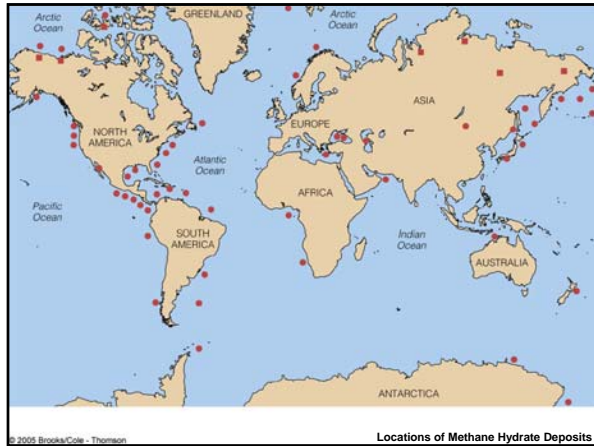 GREENLAND
Arctic
Ocean
Arctic
Ocean
ASIA
NORTH
AMERICA
EUROPE
Atlantic
Ocean
AFRICA
Pacific
Ocean
SOUTH
AMERICA
Indian
Ocean
AUSTRALIA
ANTARCTICA
© 2005 Brooks/Cole - Thomson
Locations of Methane Hydrate Deposits